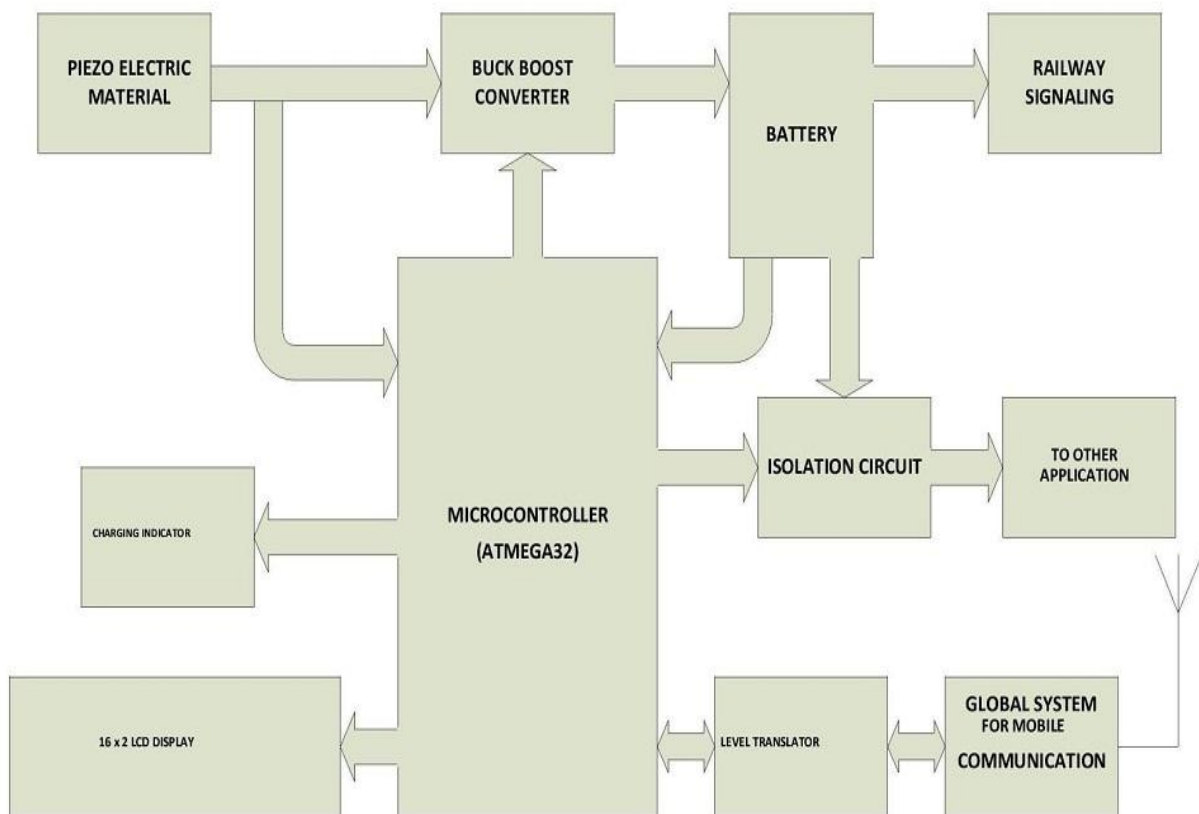 PIEZO ELECTRIC
MATERIAL
BUCK BOOST
CONVERTER
BATTERY
RAILWAY
SIGNALING
MICROCONTROLLER
(ATMEGA32)
ISOLATION CIRCUIT
TO OTHER
APPLICATION
CHARGING INDICATOR
16 x 2 LCD DISPLAY
LEVEL TRANSLATOR
GLOBAL SYSTEM
FOR MOBILE
COMMUNICATION